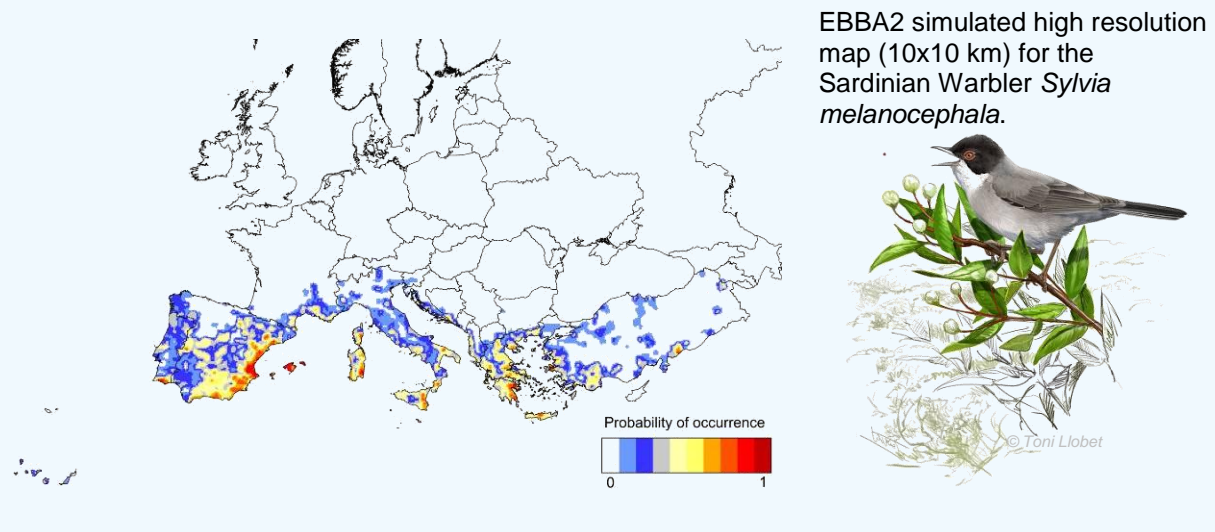 EBBA2 simulated high resolution
map (10x10 km) for the
Sardinian Warbler Sylvia
melanocephala.
Probability of occurrence
0 1
© Toni Llobet